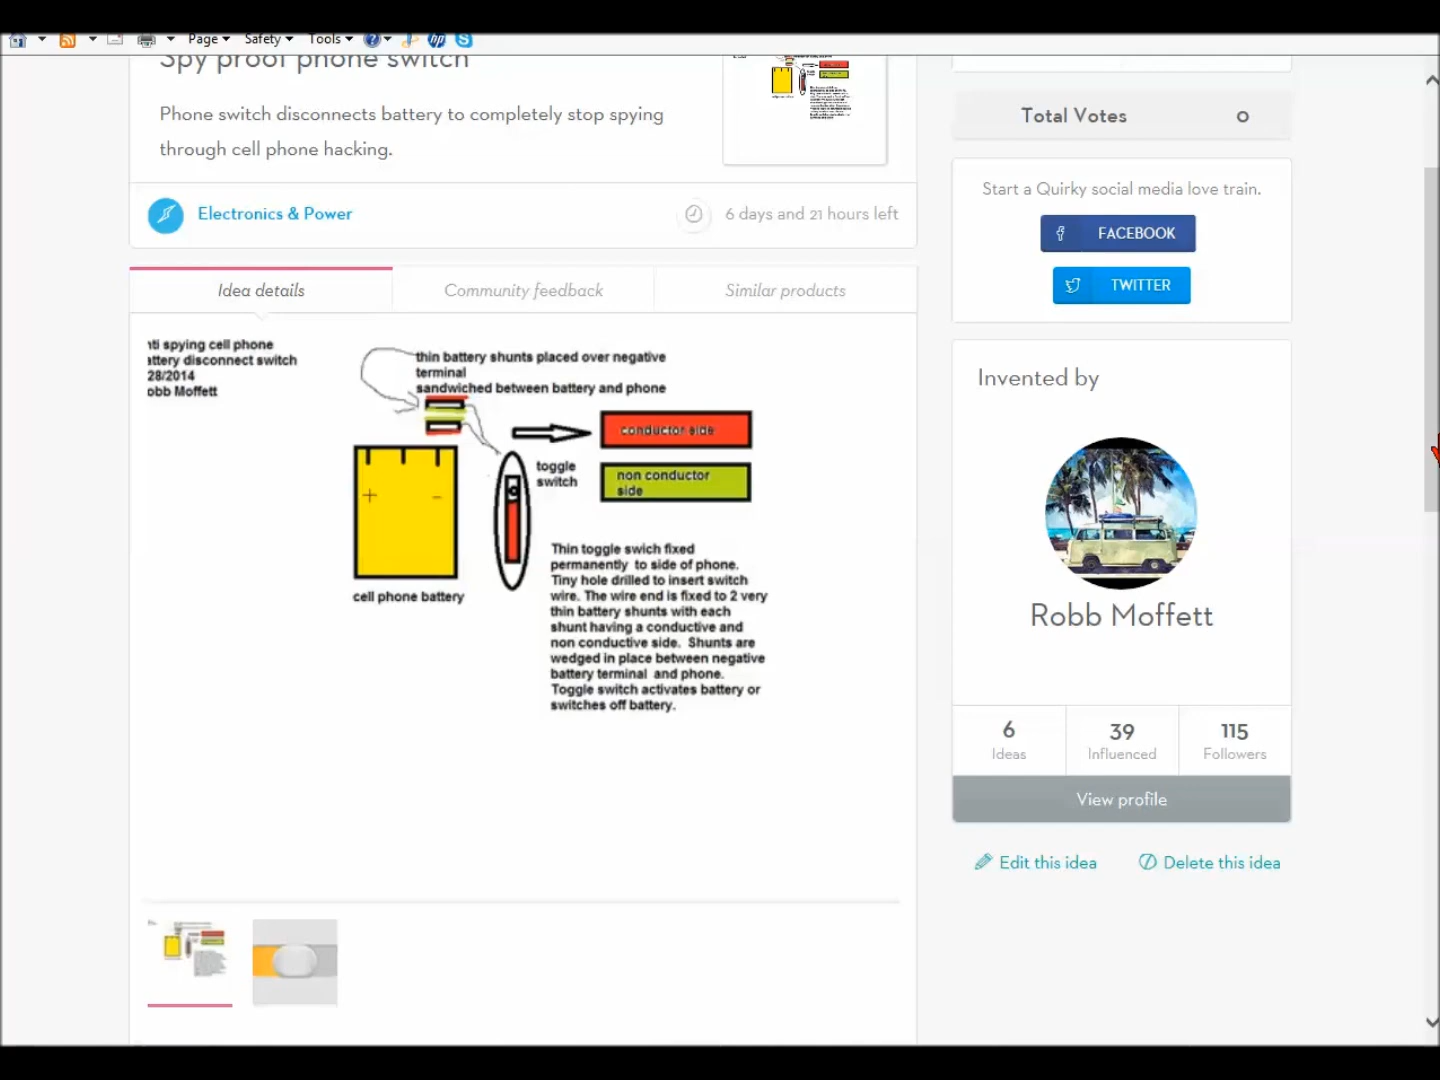 Page
Safety
Tools
Spy proof phone switch
Phone switch disconnects battery to completely stop spying
through cell phone hacking.
Electronics & Power
6 days and 21 hours left
Idea details
Community feedback
Similar products
nti spying cell phone
attery disconnect switch
28/2014
obb Moffett
thin battery shunts placed over negative
terminal
sandwiched between battery and phone
conductor side
non conductor
side
toggle
switch
+ -
cell phone battery
Thin toggle swich fixed
permanently to side of phone.
Tiny hole drilled to insert switch
wire. The wire end is fixed to 2 very
thin battery shunts with each
shunt having a conductive and
non conductive side. Shunts are
wedged in place between negative
battery terminal and phone.
Toggle switch activates battery or
switches off battery.
Total Votes 0
Start a Quirky social media love train.
FACEBOOK
TWITTER
Invented by
Robb Moffett
6 39 115
Ideas Influenced Followers
View profile
Edit this idea Delete this idea